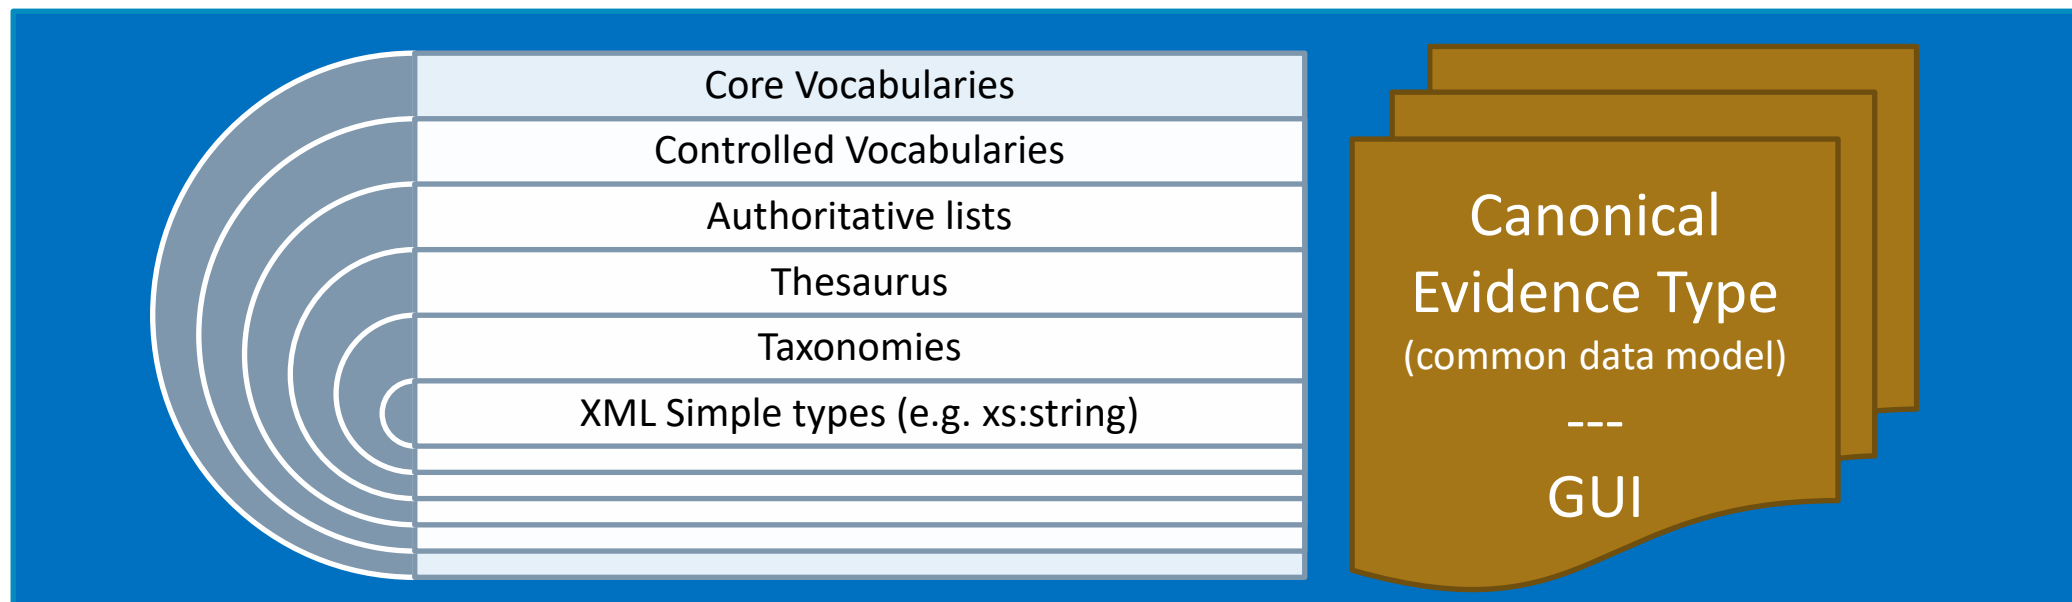 Core Vocabularies
Controlled Vocabularies
Authoritative lists
Thesaurus
Taxonomies
XML Simple types (e.g. xs:string)
Canonical
Evidence Type
(common data model)
---
GUI